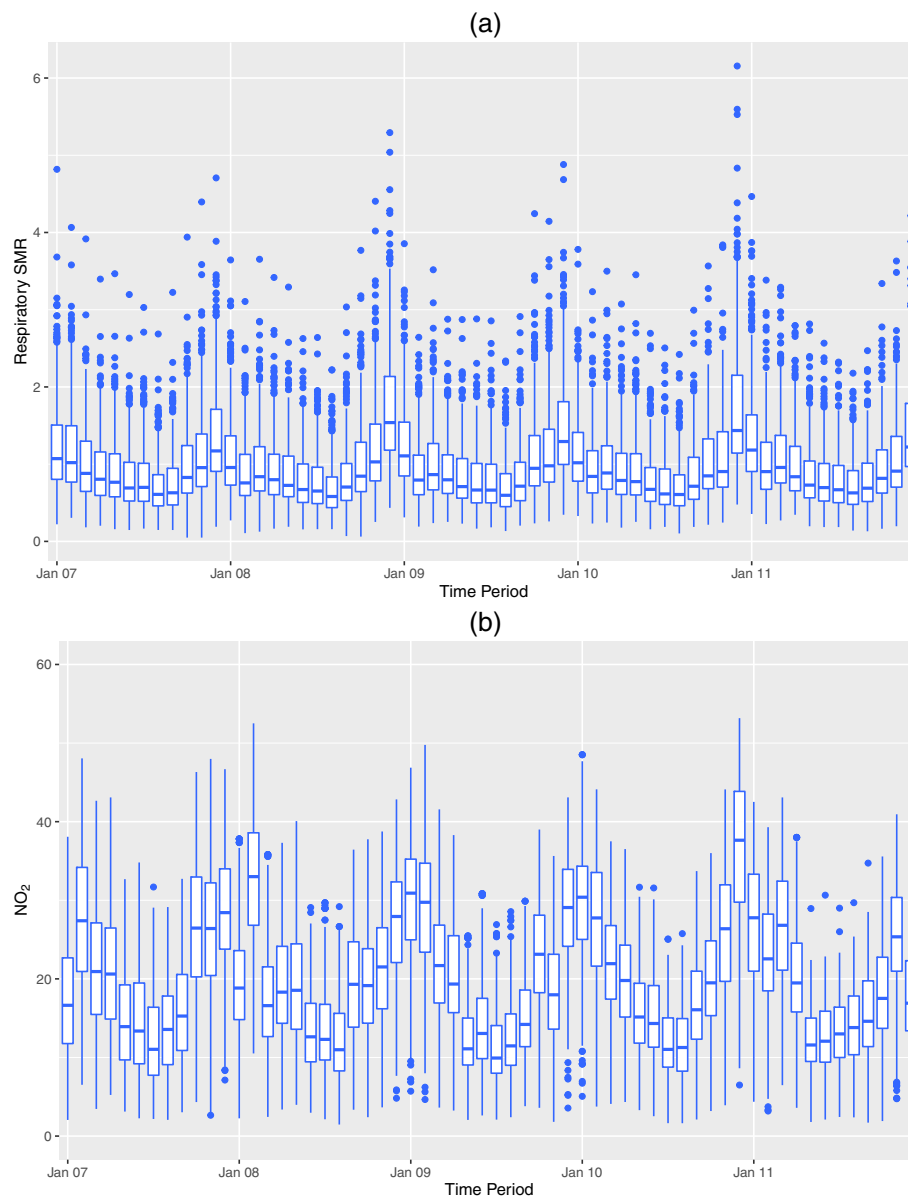 (a)
6
4
2
0
Respiratory SMR
Jan 07 Jan 08 Jan 09 Jan 10 Jan 11
Time Period
(b)
60
40
20
0
NO₂
Jan 07 Jan 08 Jan 09 Jan 10 Jan 11
Time Period